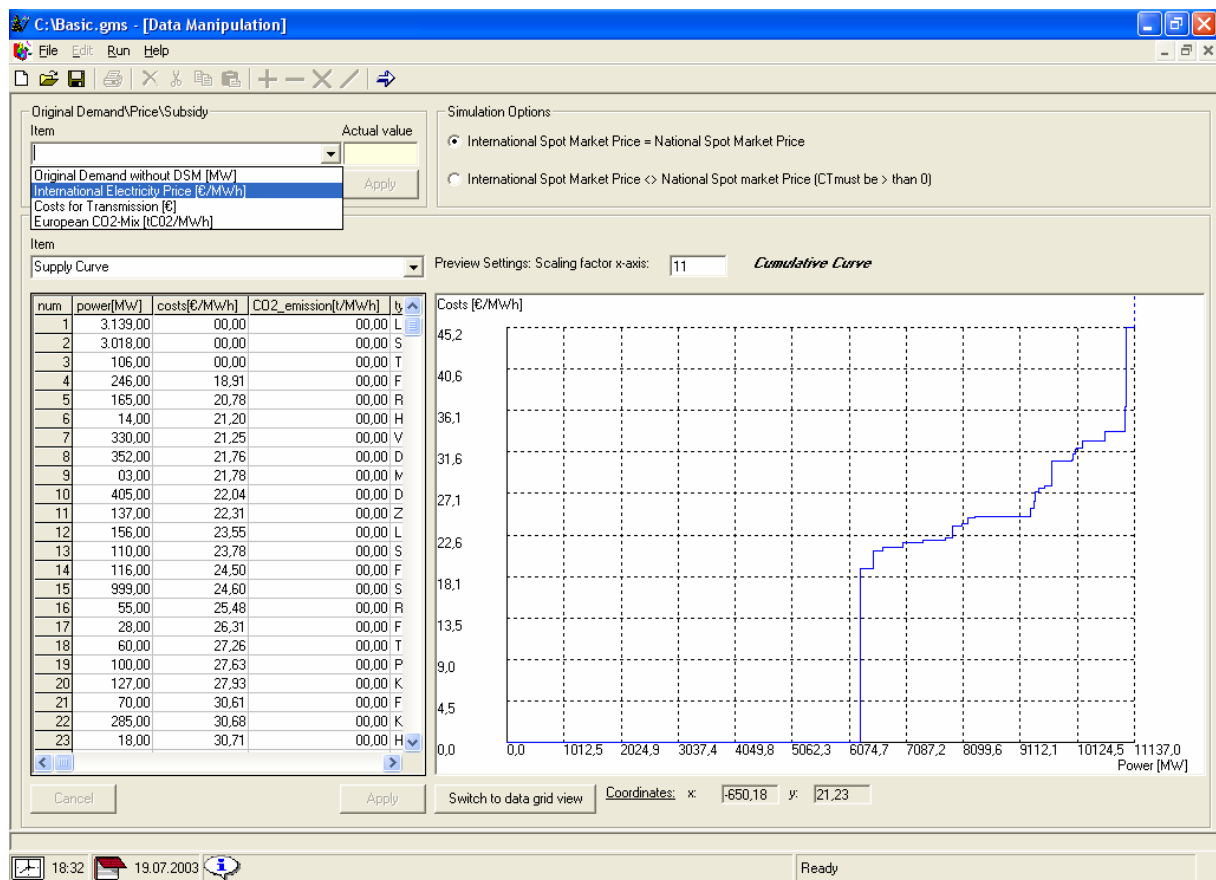 C:\Basic.gms - [Data Manipulation]
File Edit Run Help
Original Demand\Price\Subsidy
Item Actual value
Original Demand without DSM [MW]
International Electricity Price [€/MWh]
Costs for Transmission [€]
European CO2-Mix [tC02/MWh]
Apply
Simulation Options
International Spot Market Price = National Spot Market Price
International Spot Market Price <> National Spot market Price (CTmust be > than 0)
Item
Supply Curve
Preview Settings: Scaling factor x-axis: 11 Cumulative Curve
num power[MW] costs[€/MWh] CO2_emission[t/MWh] ty
1 3.139,00 00,00 00,00 L
2 3.018,00 00,00 00,00 S
3 106,00 00,00 00,00 T
4 246,00 18,91 00,00 F
5 165,00 20,78 00,00 R
6 14,00 21,20 00,00 H
7 330,00 21,25 00,00 V
8 352,00 21,76 00,00 D
9 03,00 21,78 00,00 M
10 405,00 22,04 00,00 D
11 137,00 22,31 00,00 Z
12 156,00 23,55 00,00 L
13 110,00 23,78 00,00 S
14 116,00 24,50 00,00 F
15 999,00 24,60 00,00 S
16 55,00 25,48 00,00 R
17 28,00 26,31 00,00 F
18 60,00 27,26 00,00 T
19 100,00 27,63 00,00 P
20 127,00 27,93 00,00 K
21 70,00 30,61 00,00 F
22 285,00 30,68 00,00 K
23 18,00 30,71 00,00 H
Costs [€/MWh]
45,2
40,6
36,1
31,6
27,1
22,6
18,1
13,5
9,0
4,5
0,0
0,0 1012,5 2024,9 3037,4 4049,8 5062,3 6074,7 7087,2 8099,6 9112,1 10124,5 11137,0
Power [MW]
Cancel Apply
Switch to data grid view Coordinates: x: -650,18 y: 21,23
18:32 19.07.2003 Ready